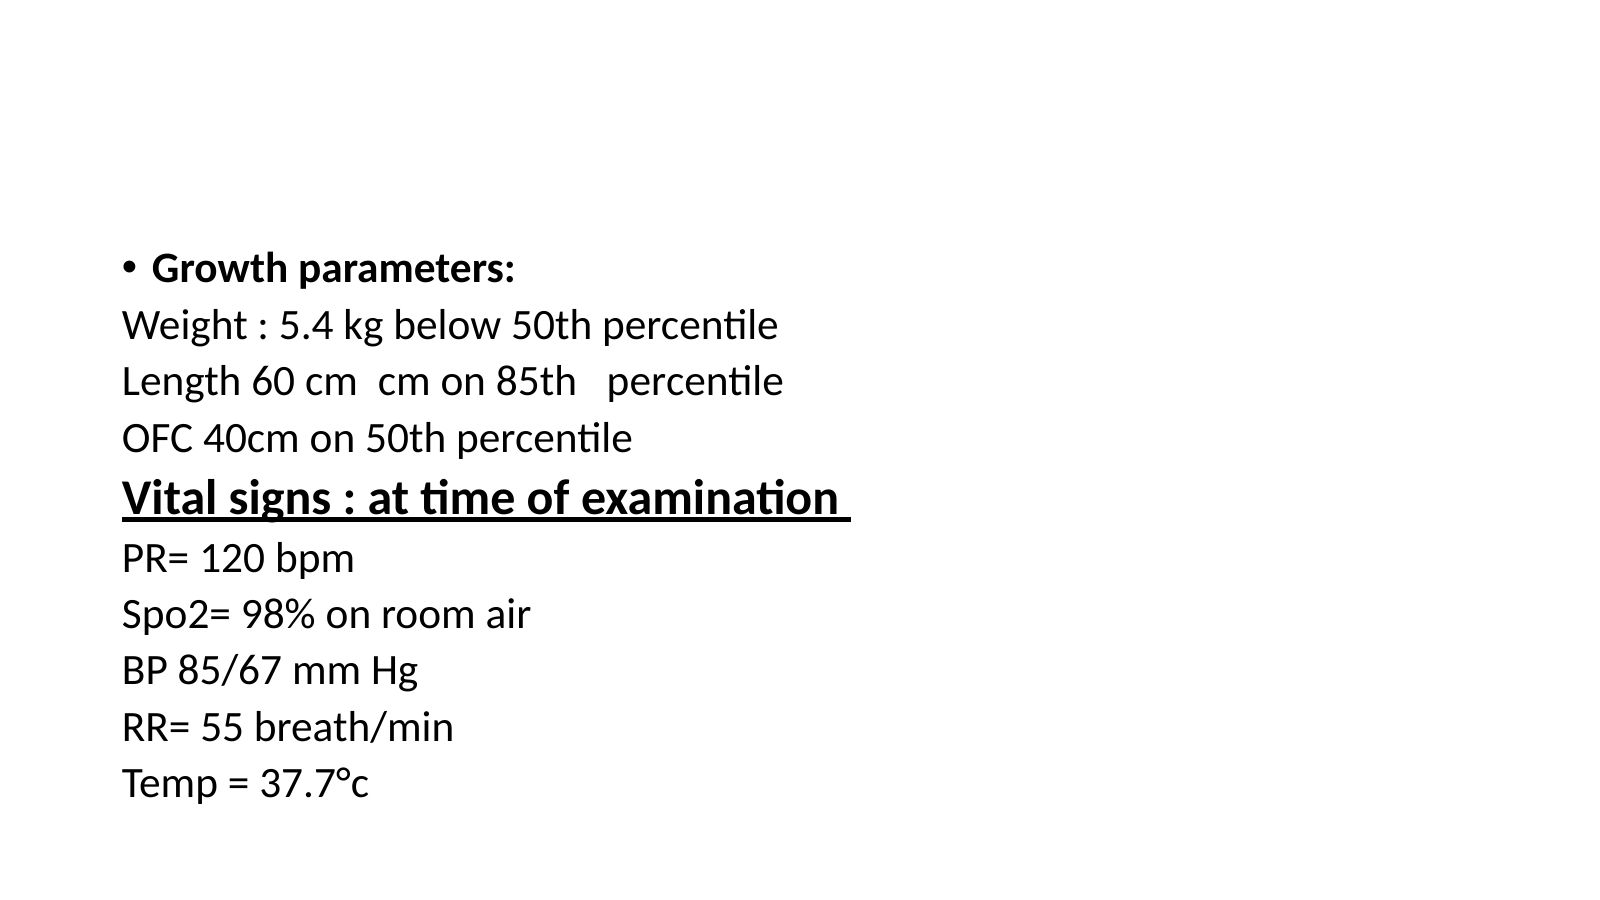 • Growth parameters:
Weight : 5.4 kg below 50th percentile
Length 60 cm  cm on 85th   percentile
OFC 40cm on 50th percentile
Vital signs : at time of examination
PR= 120 bpm
Spo2= 98% on room air
BP 85/67 mm Hg
RR= 55 breath/min
Temp = 37.7°c